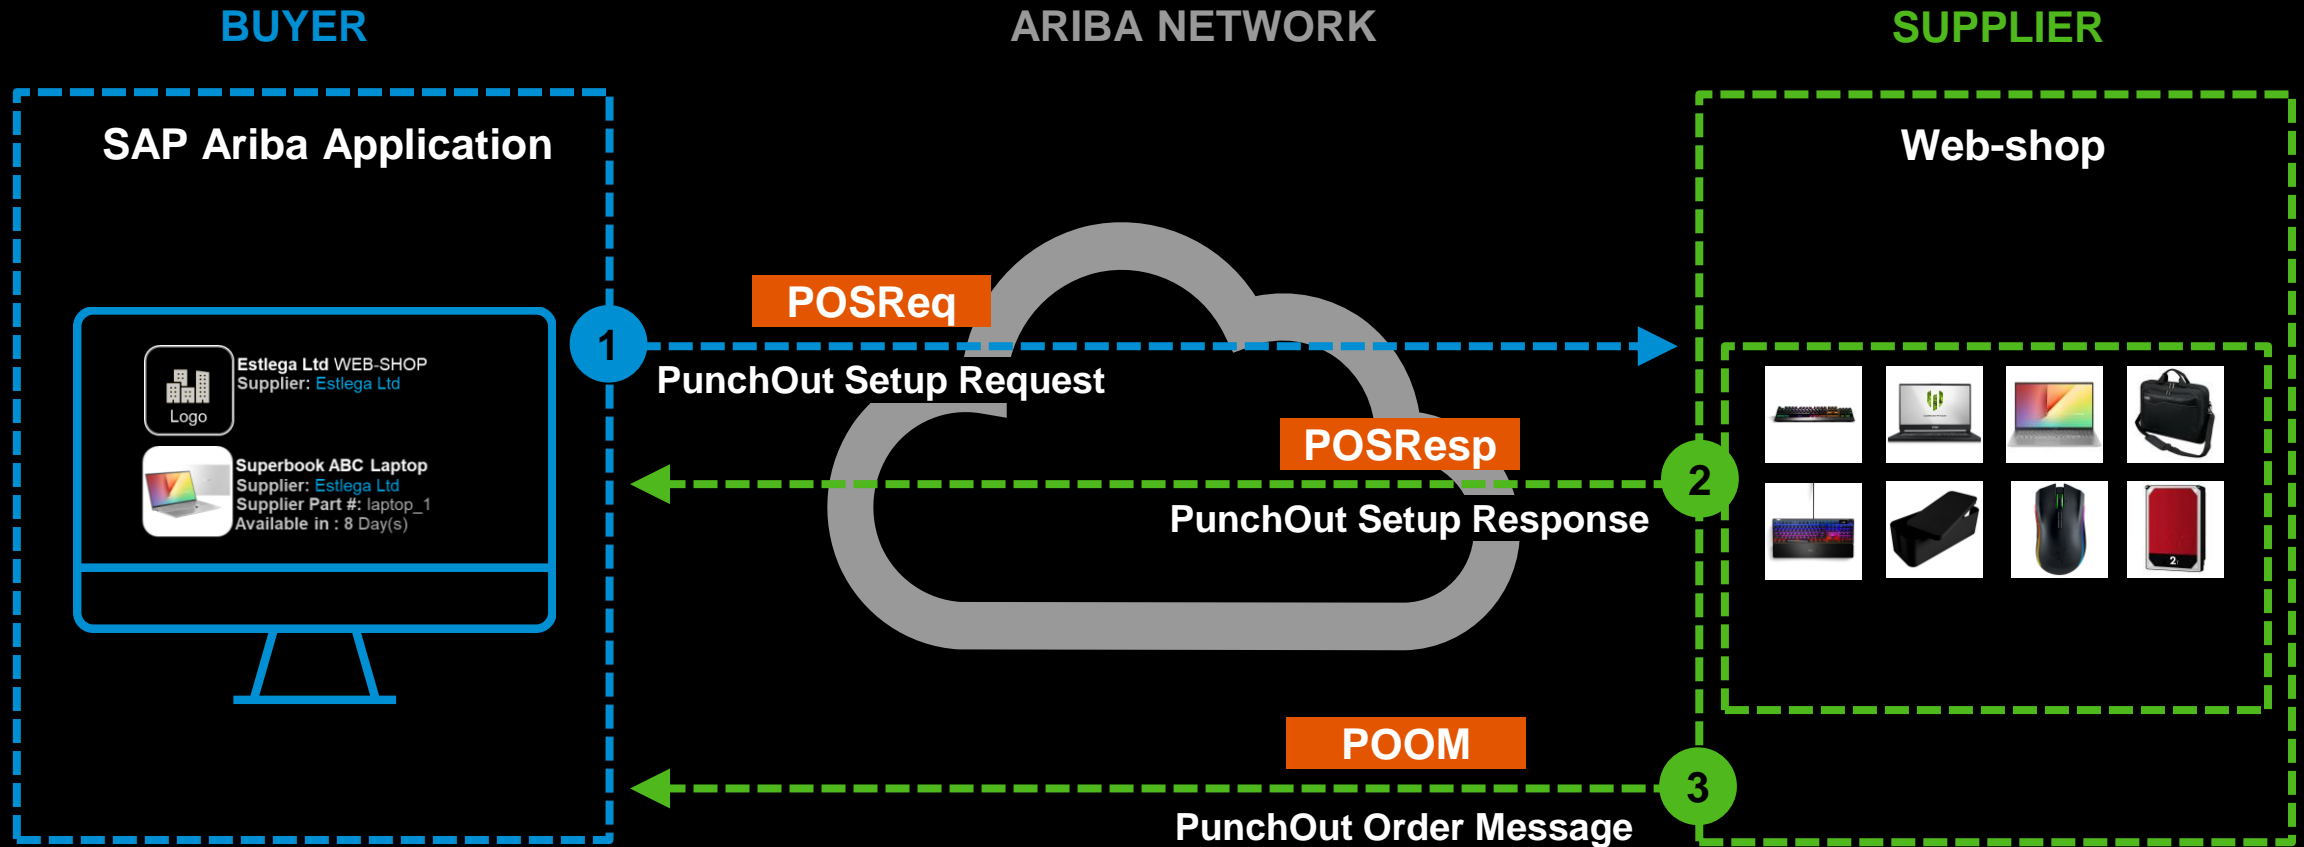 BUYER
ARIBA NETWORK
SUPPLIER
SAP Ariba Application
Web-shop
Logo
Estlega Ltd WEB-SHOP
Supplier: Estlega Ltd
Superbook ABC Laptop
Supplier: Estlega Ltd
Supplier Part #: laptop_1
Available in : 8 Day(s)
1
POSReq
PunchOut Setup Request
POSResp
2
PunchOut Setup Response
POOM
3
PunchOut Order Message